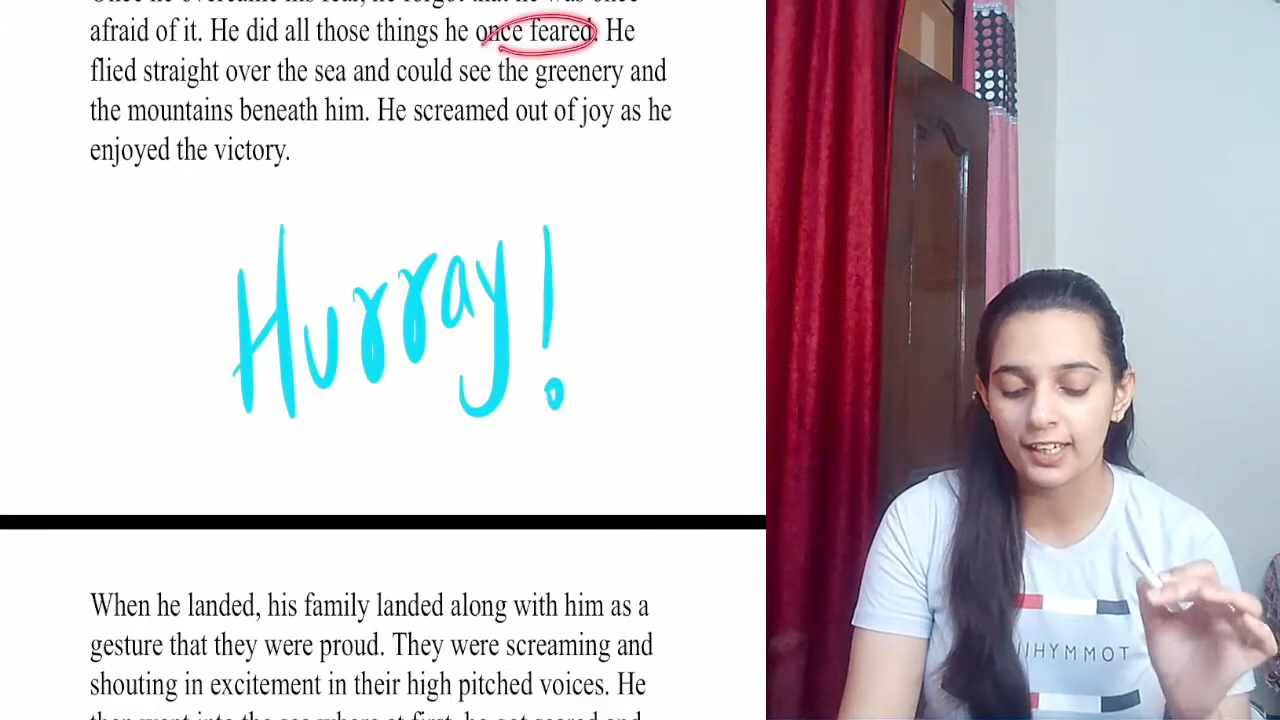 afraid of it. He did all those things he once feared. He
flied straight over the sea and could see the greenery and
the mountains beneath him. He screamed out of joy as he
enjoyed the victory.
Hurray!
When he landed, his family landed along with him as a
gesture that they were proud. They were screaming and
shouting in excitement in their high pitched voices. He